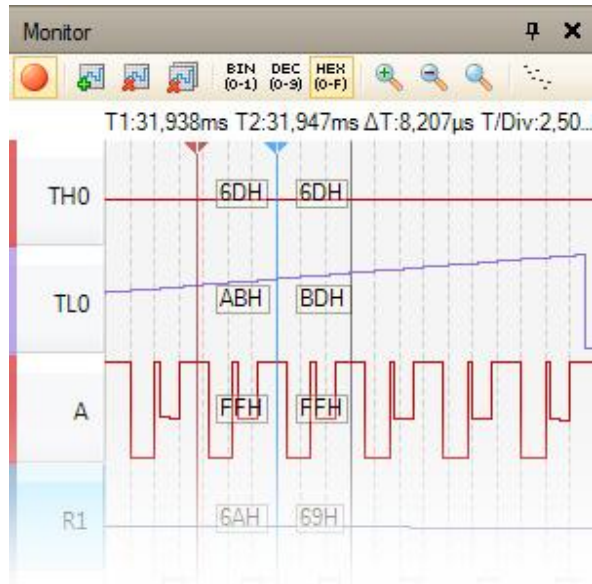 Monitor
BIN DEC HEX
(0-1) (0-9) (0-F)
T1:31,938ms T2:31,947ms ΔT:8,207µs T/Div:2,50...
TH0 6DH 6DH
TL0 ABH BDH
A FFH FFH
R1 6AH 69H